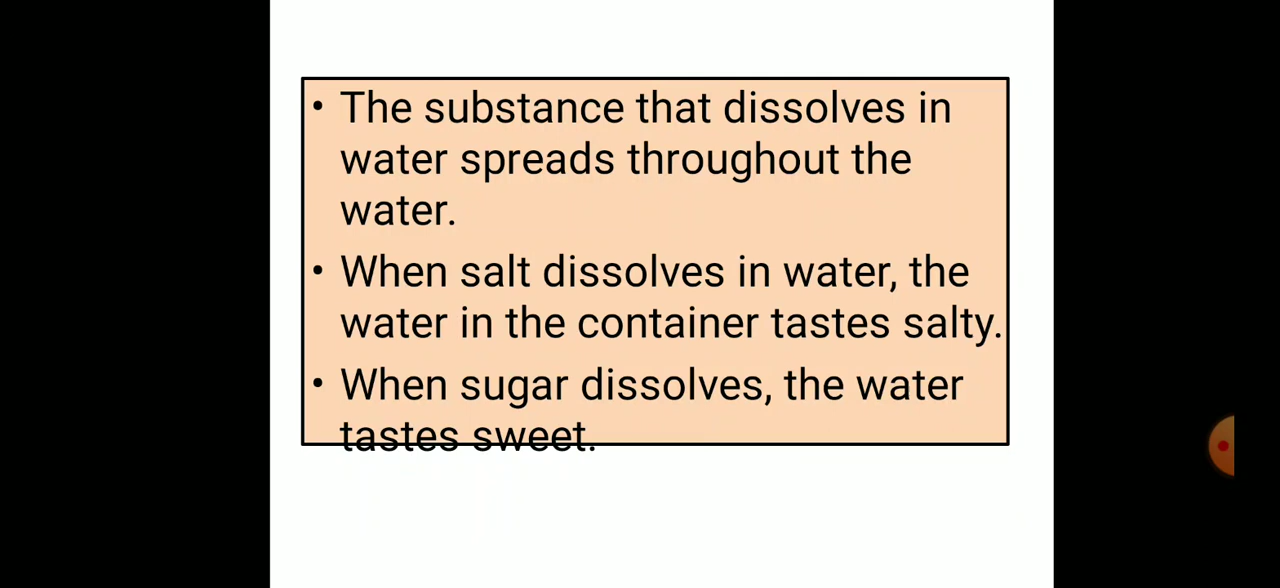 • The substance that dissolves in
water spreads throughout the
water.
• When salt dissolves in water, the
water in the container tastes salty.
• When sugar dissolves, the water
tastes sweet.